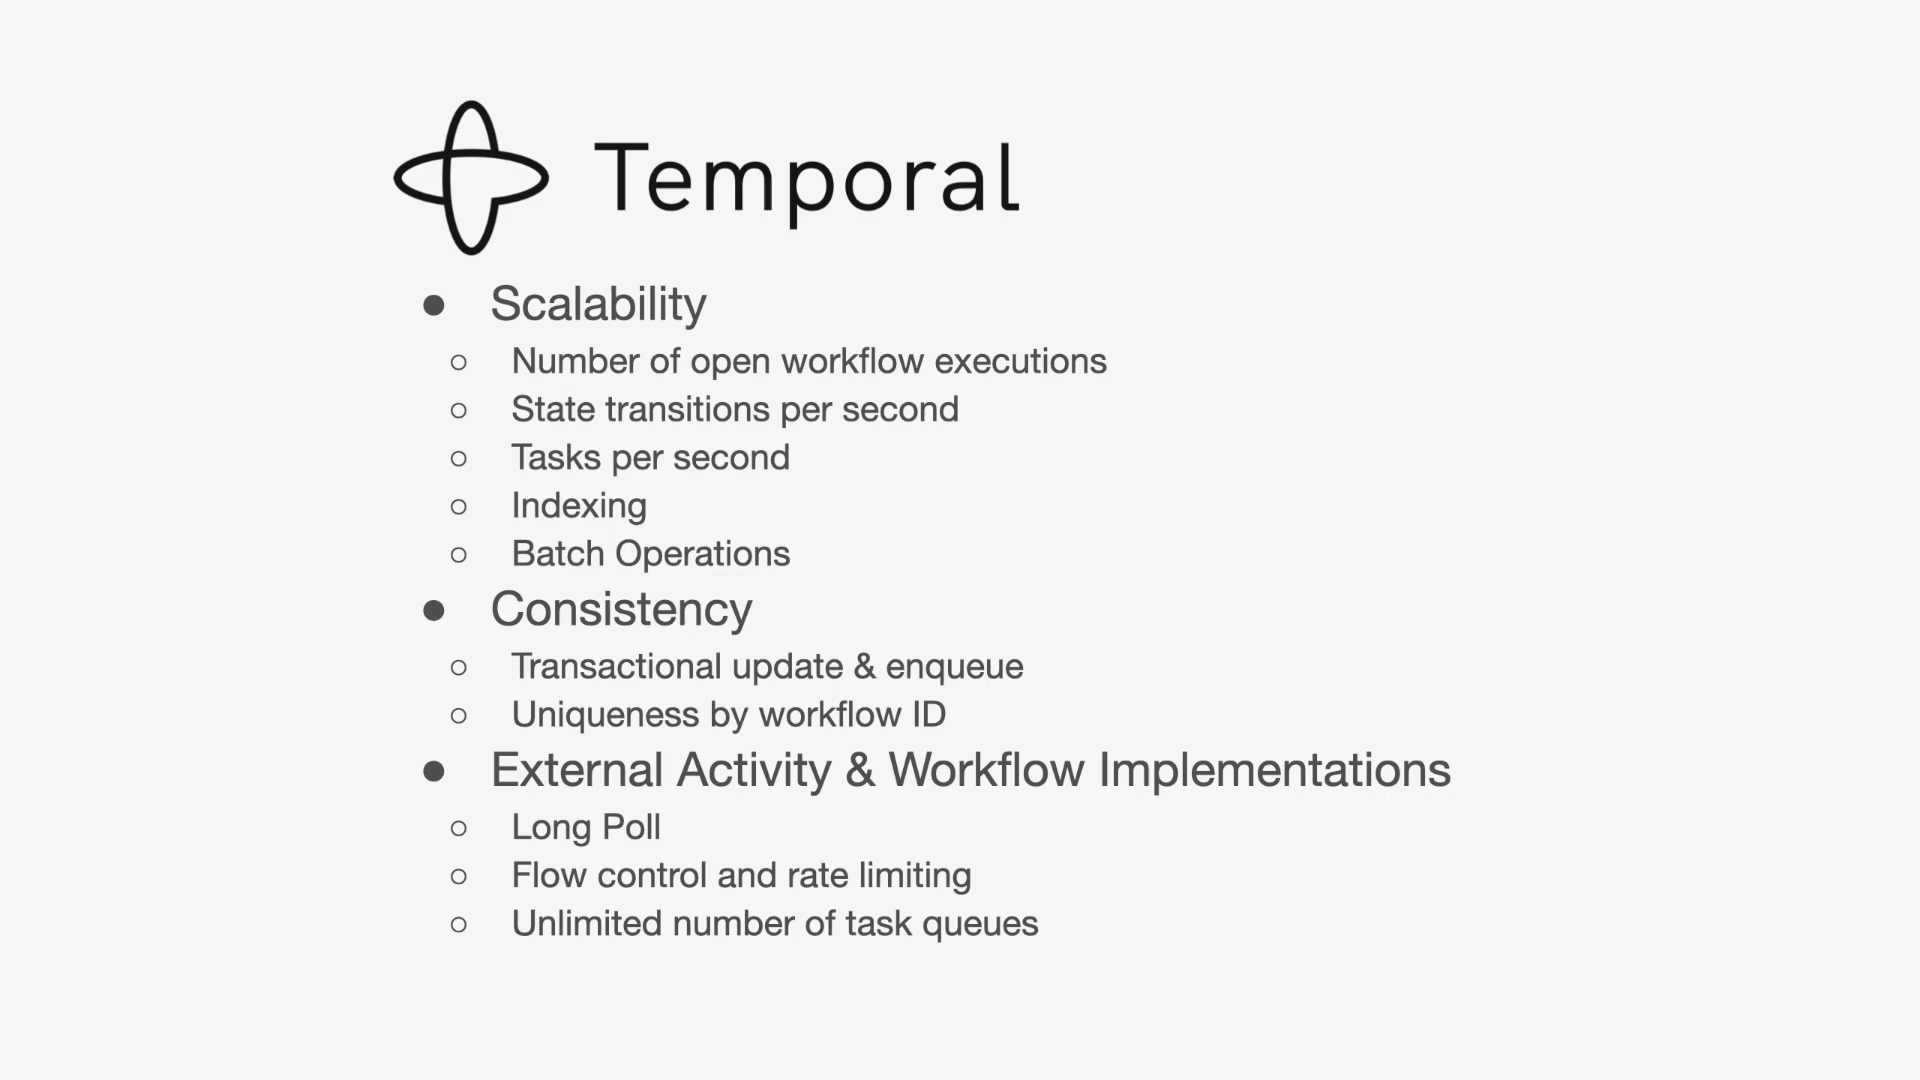 Temporal
● Scalability
○ Number of open workflow executions
○ State transitions per second
○ Tasks per second
○ Indexing
○ Batch Operations
● Consistency
○ Transactional update & enqueue
○ Uniqueness by workflow ID
● External Activity & Workflow Implementations
○ Long Poll
○ Flow control and rate limiting
○ Unlimited number of task queues